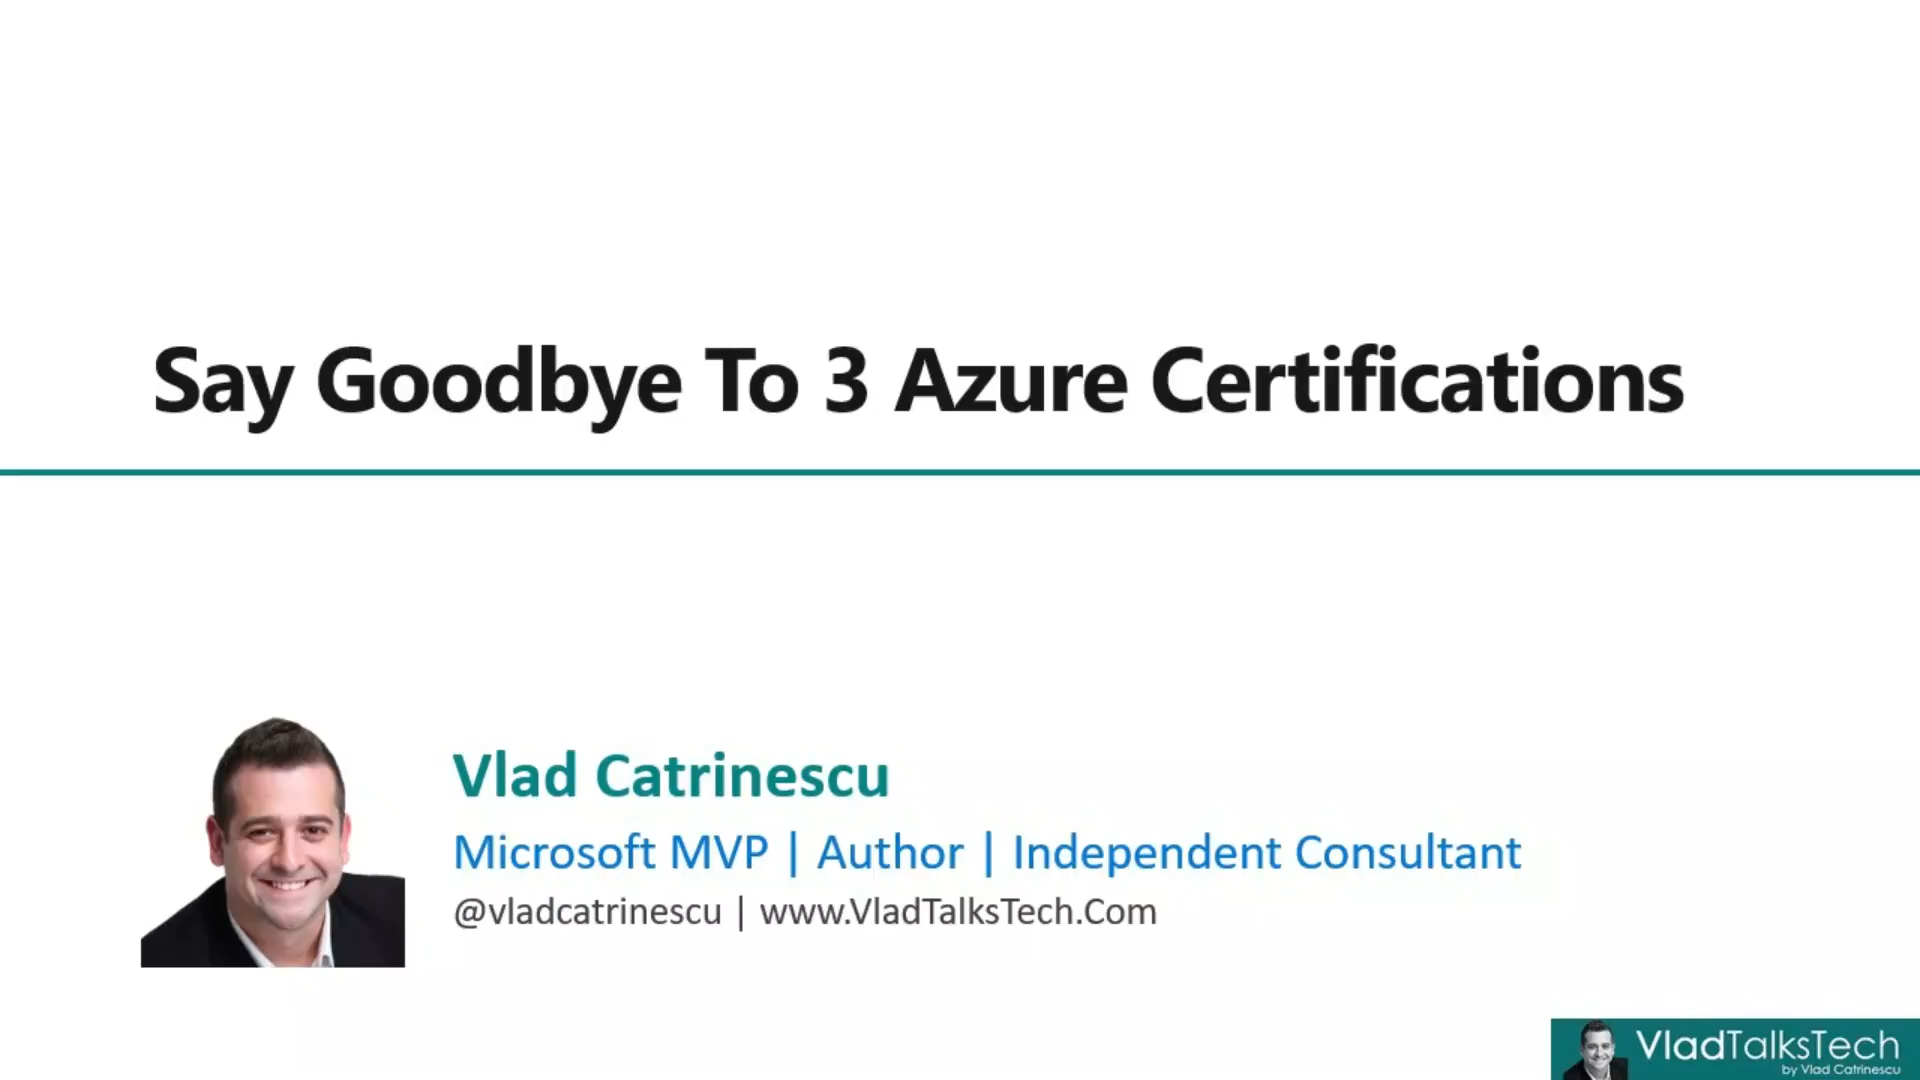 Say Goodbye To 3 Azure Certifications
Vlad Catrinescu
Microsoft MVP | Author | Independent Consultant
@vladcatrinescu | www.VladTalksTech.Com
VladTalksTech
by Vlad Catrinescu